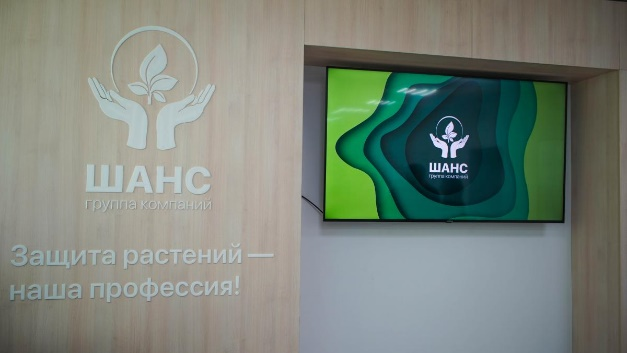 ШАНС
группа компаний
Защита растений —
наша профессия!
ШАНС
группа компаний